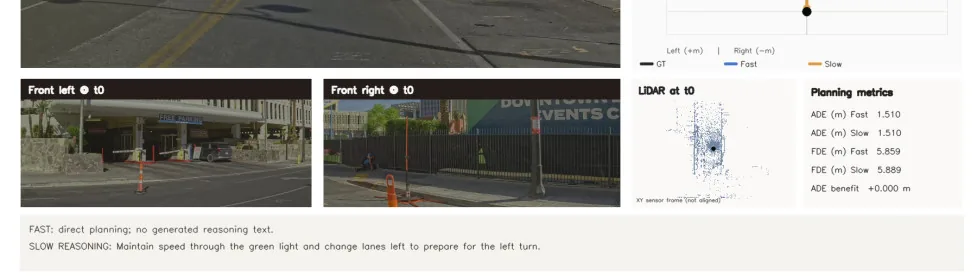 Left (+m) | Right (-m)
GT Fast Slow
Front left @ t0
Front right @ t0
LiDAR at t0
Planning metrics
FREE PARKING
DOWNTOWN
EVENTS C
ADE (m) Fast 1.510
ADE (m) Slow 1.510
FDE (m) Fast 5.859
FDE (m) Slow 5.889
ADE benefit +0.000 m
XY sensor frame (not aligned)
FAST: direct planning; no generated reasoning text.
SLOW REASONING: Maintain speed through the green light and change lanes left to prepare for the left turn.